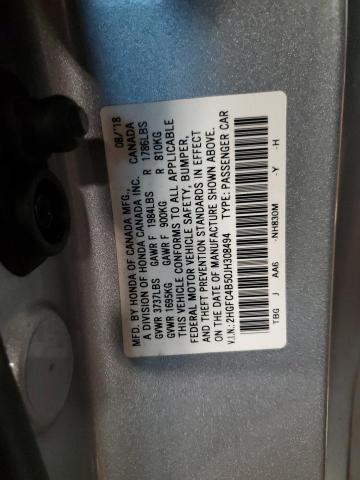 MFD. BY HONDA OF CANADA MFG., 08/'18
A DIVISION OF HONDA CANADA INC. CANADA
GVWR 3737LBS GAWR F 1984LBS R 1786LBS
GVWR 1695KG GAWR F 900KG R 810KG
THIS VEHICLE CONFORMS TO ALL APPLICABLE
FEDERAL MOTOR VEHICLE SAFETY, BUMPER,
AND THEFT PREVENTION STANDARDS IN EFFECT
ON THE DATE OF MANUFACTURE SHOWN ABOVE.
V.I.N.: 2HGFC4B50JH308494 TYPE: PASSENGER CAR
TBG J AA6 -NH830M -Y -H